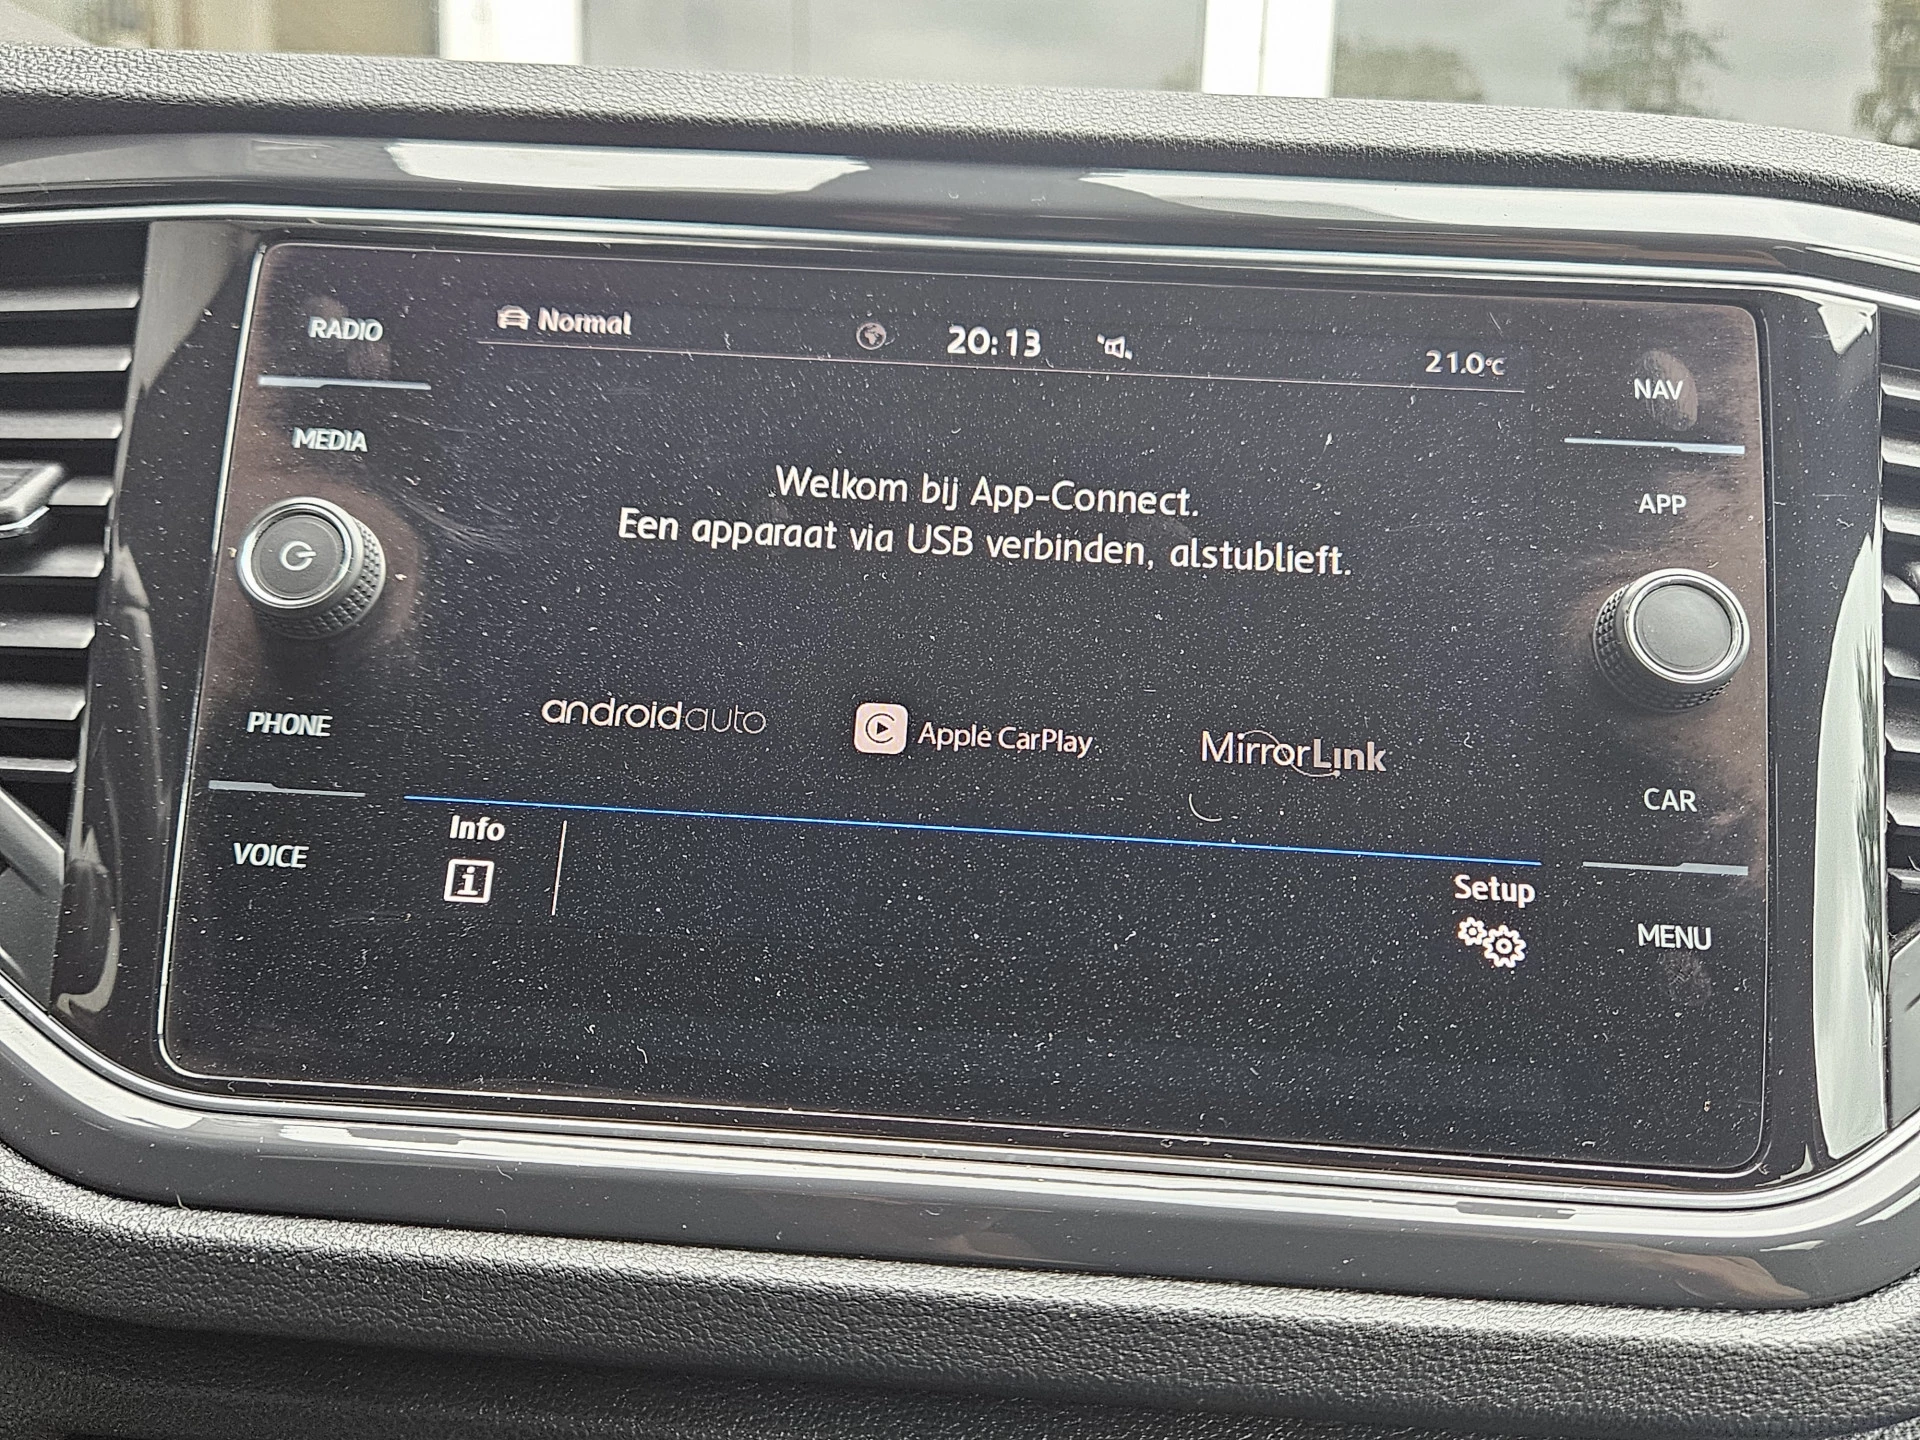 RADIO
MEDIA
PHONE
VOICE
Normal
20:13
21.0°C
Welkom bij App-Connect.
Een apparaat via USB verbinden, alstublieft.
androidauto
Apple CarPlay
MirrorLink
Info
i
Setup
NAV
APP
CAR
MENU